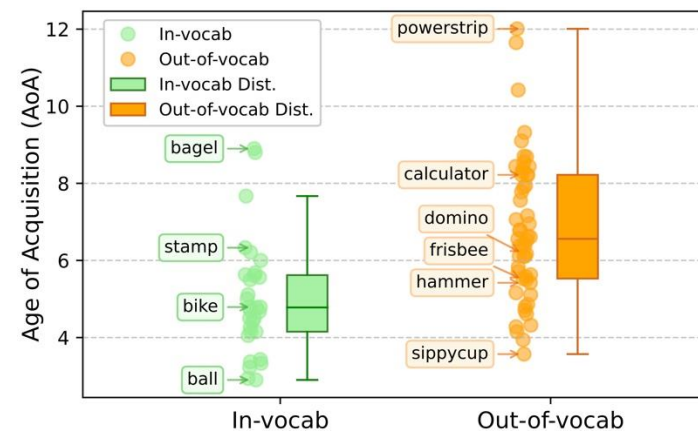 Age of Acquisition (AoA)
12
10
8
6
4
In-vocab
Out-of-vocab
In-vocab Dist.
Out-of-vocab Dist.
bagel
stamp
bike
ball
powerstrip
calculator
domino
frisbee
hammer
sippycup
In-vocab
Out-of-vocab